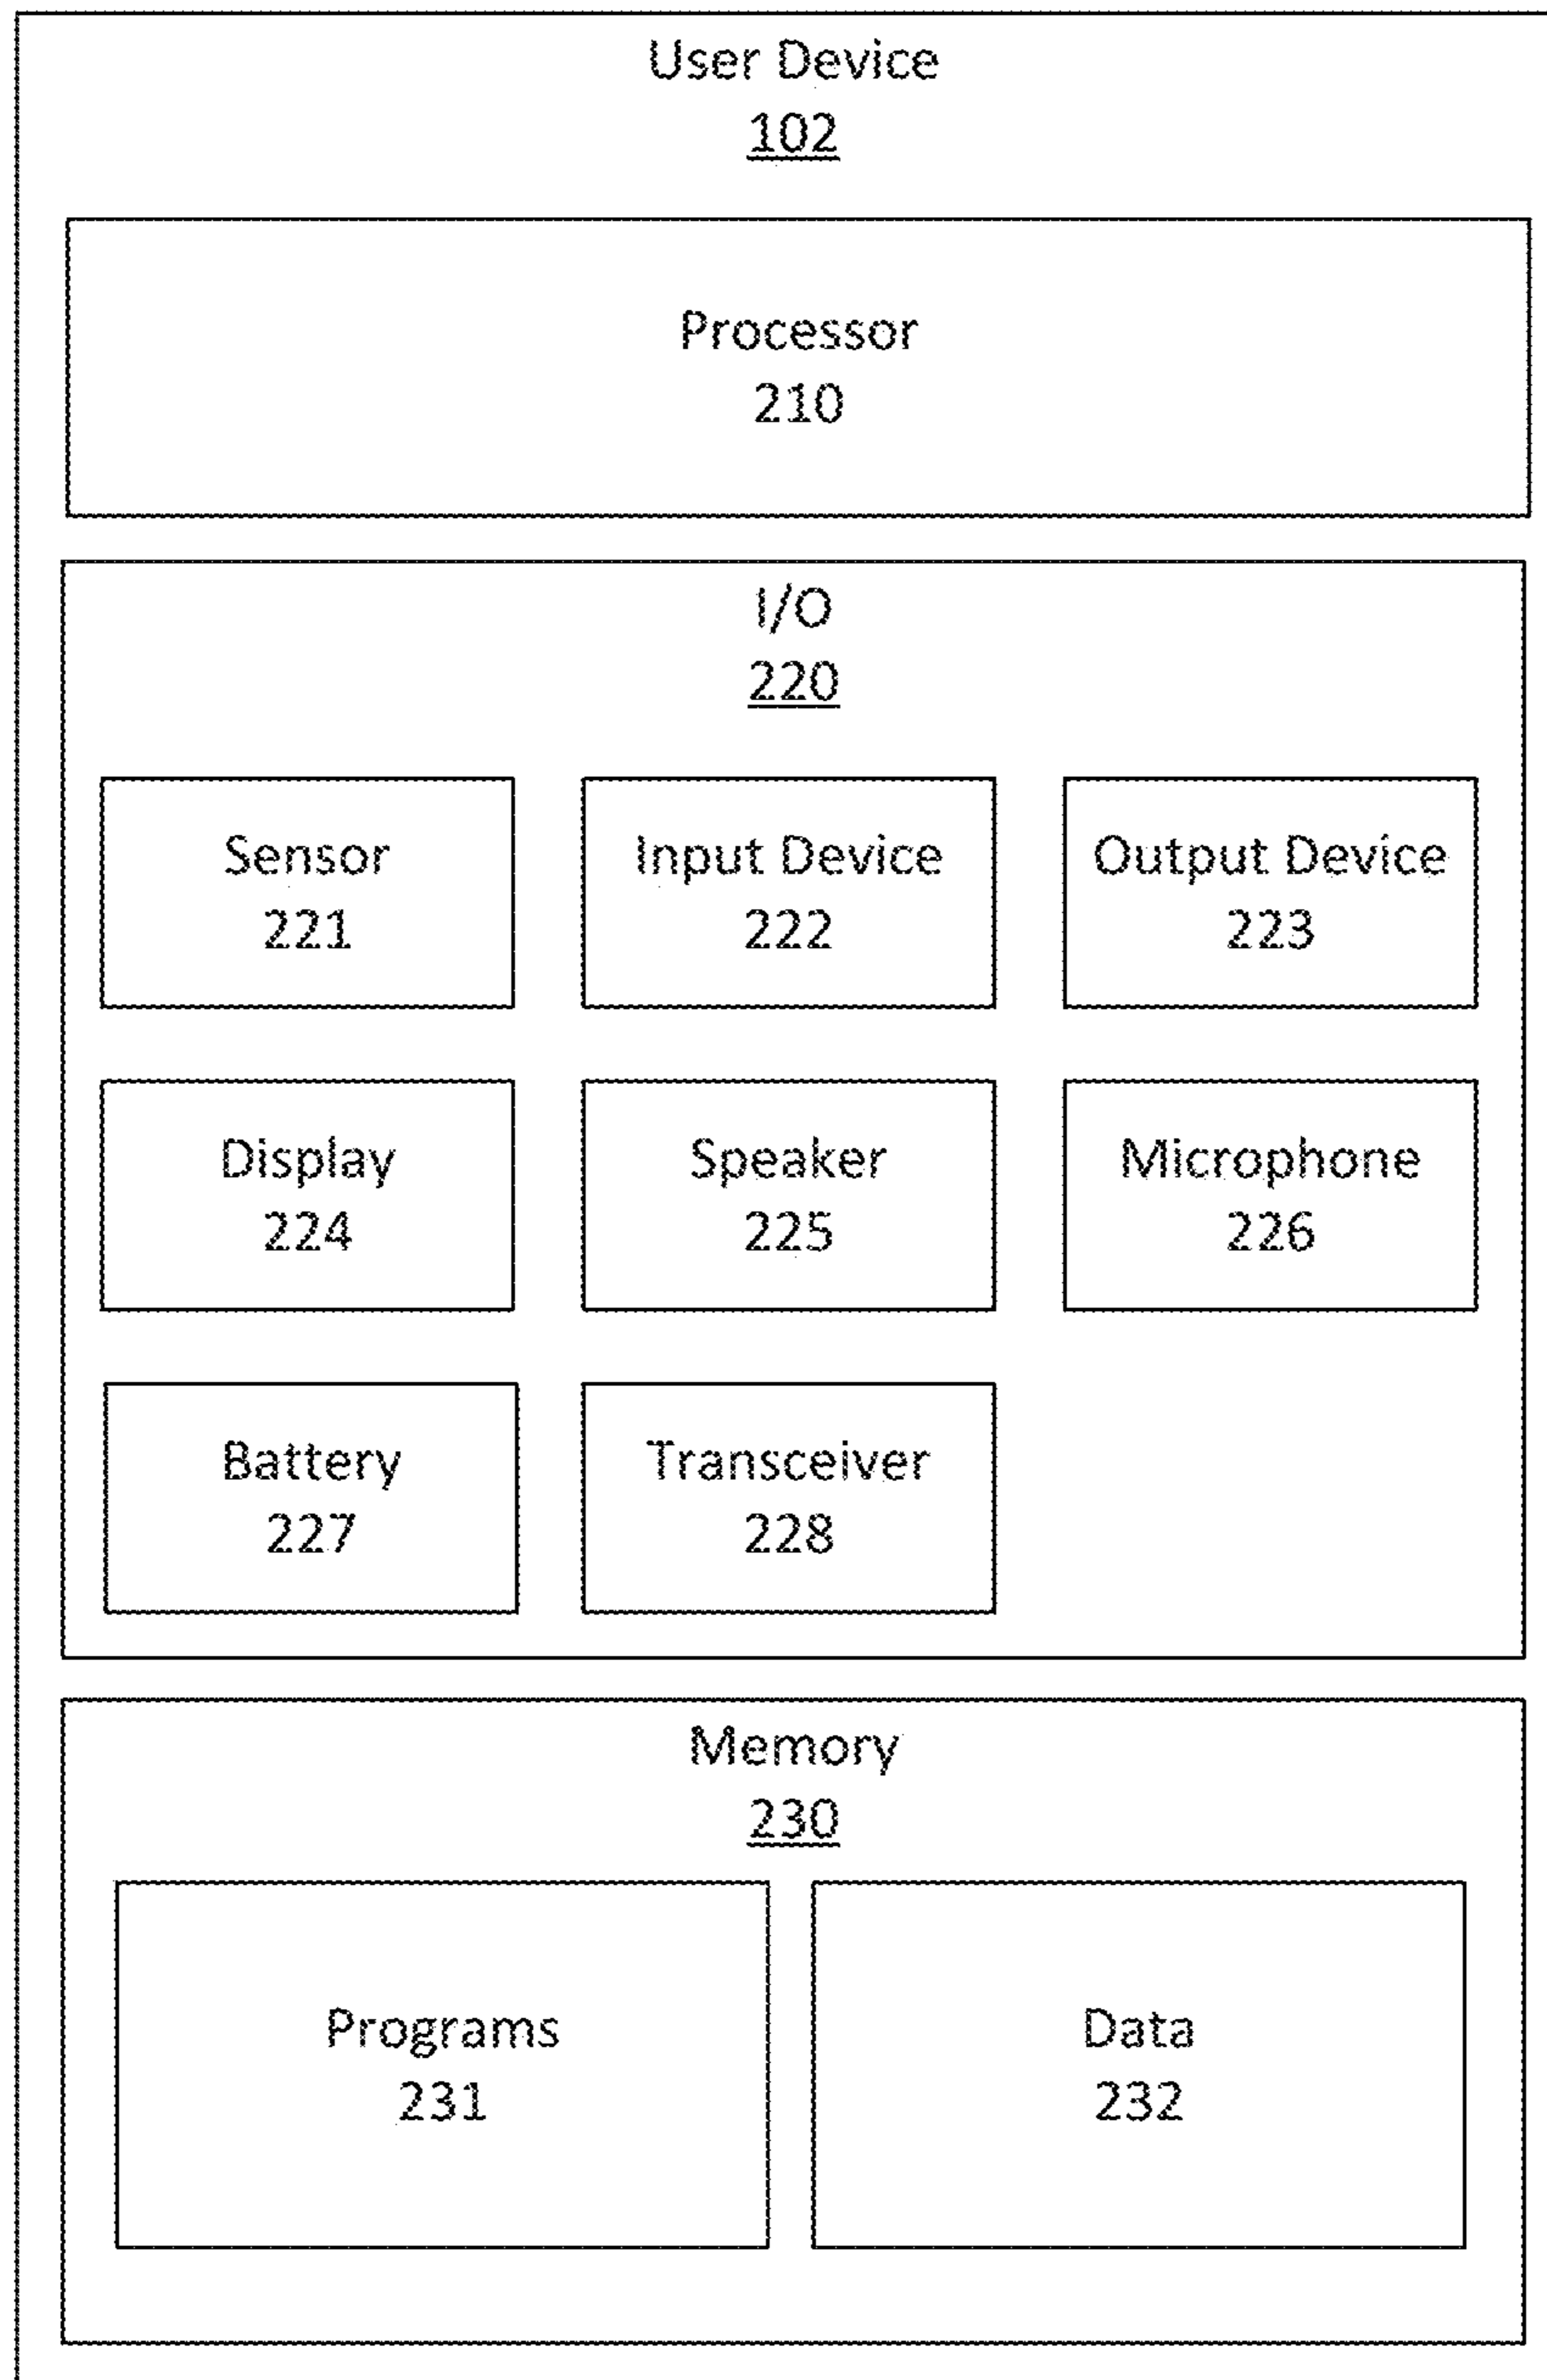 User Device
102
Processor
210
I/O
220
Sensor
221
Input Device
222
Output Device
223
Display
224
Speaker
225
Microphone
226
Battery
227
Transceiver
228
Memory
230
Programs
231
Data
232